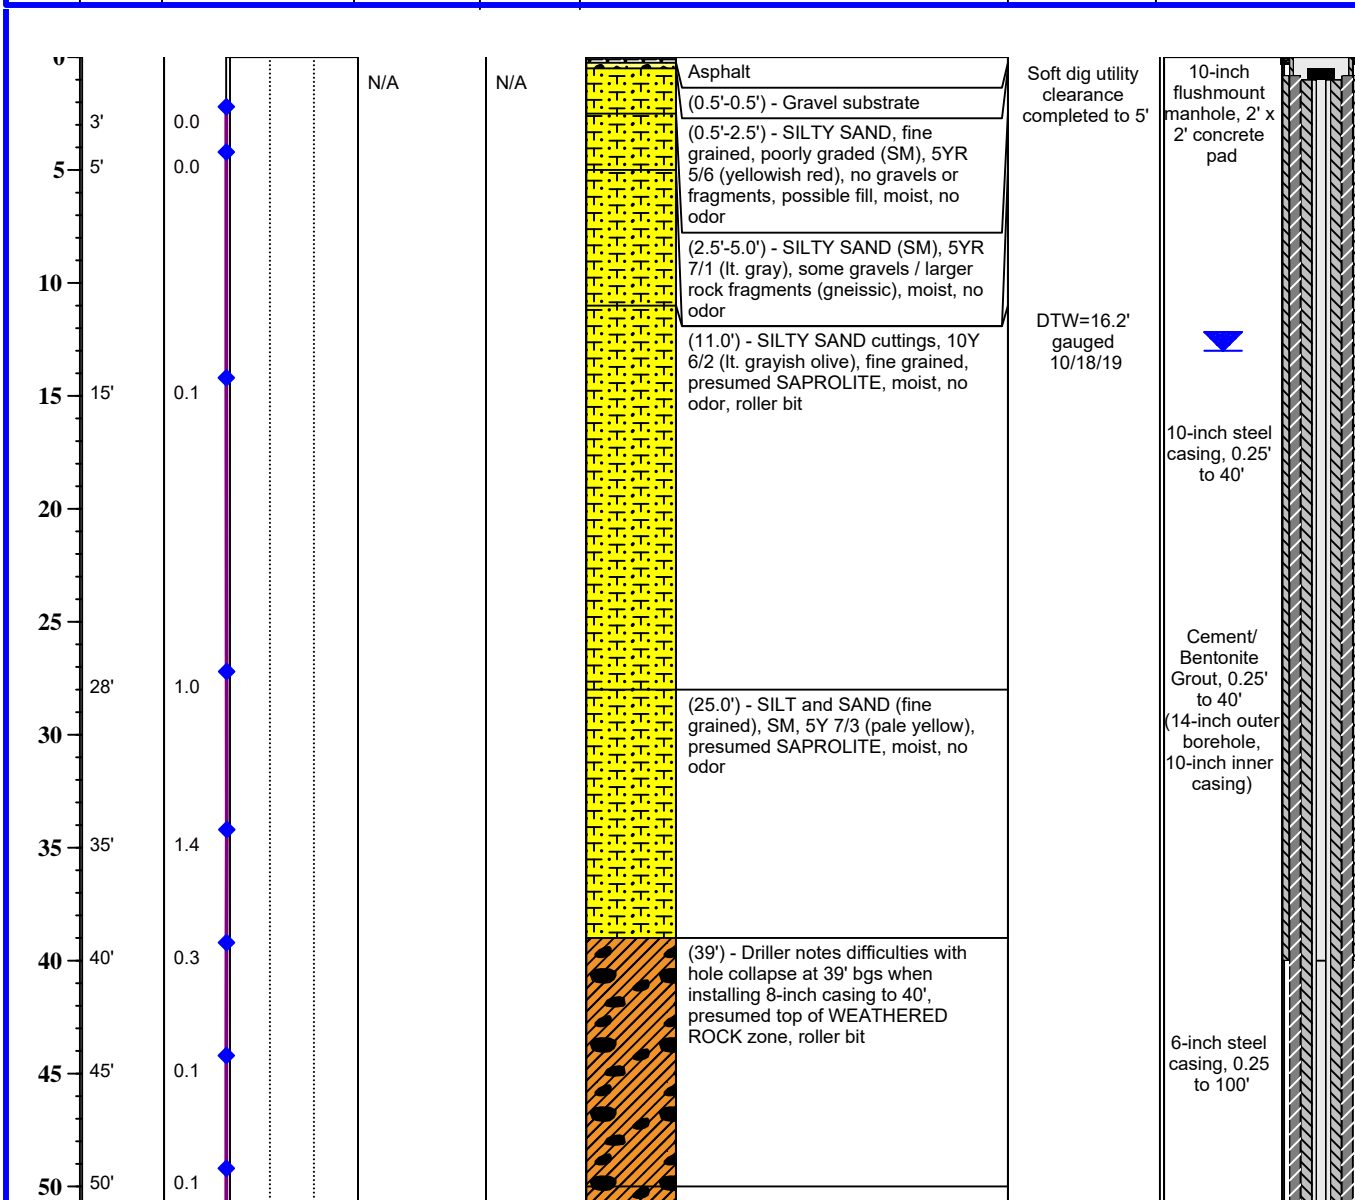 0
5
10
15
20
25
30
35
40
45
50
3'
5'
15'
28'
35'
40'
45'
50'
0.0
0.0
0.1
1.0
1.4
0.3
0.1
0.1
N/A
N/A
Asphalt
(0.5'-0.5') - Gravel substrate
(0.5'-2.5') - SILTY SAND, fine
grained, poorly graded (SM), 5YR
5/6 (yellowish red), no gravels or
fragments, possible fill, moist, no
odor
(2.5'-5.0') - SILTY SAND (SM), 5YR
7/1 (lt. gray), some gravels / larger
rock fragments (gneissic), moist, no
odor
(11.0') - SILTY SAND cuttings, 10Y
6/2 (lt. grayish olive), fine grained,
presumed SAPROLITE, moist, no
odor, roller bit
(25.0') - SILT and SAND (fine
grained), SM, 5Y 7/3 (pale yellow),
presumed SAPROLITE, moist, no
odor
(39') - Driller notes difficulties with
hole collapse at 39' bgs when
installing 8-inch casing to 40',
presumed top of WEATHERED
ROCK zone, roller bit
Soft dig utility
clearance
completed to 5'
DTW=16.2'
gauged
10/18/19
10-inch
flushmount
manhole, 2' x
2' concrete
pad
10-inch steel
casing, 0.25'
to 40'
Cement/
Bentonite
Grout, 0.25'
to 40'
(14-inch outer
borehole,
10-inch inner
casing)
6-inch steel
casing, 0.25
to 100'